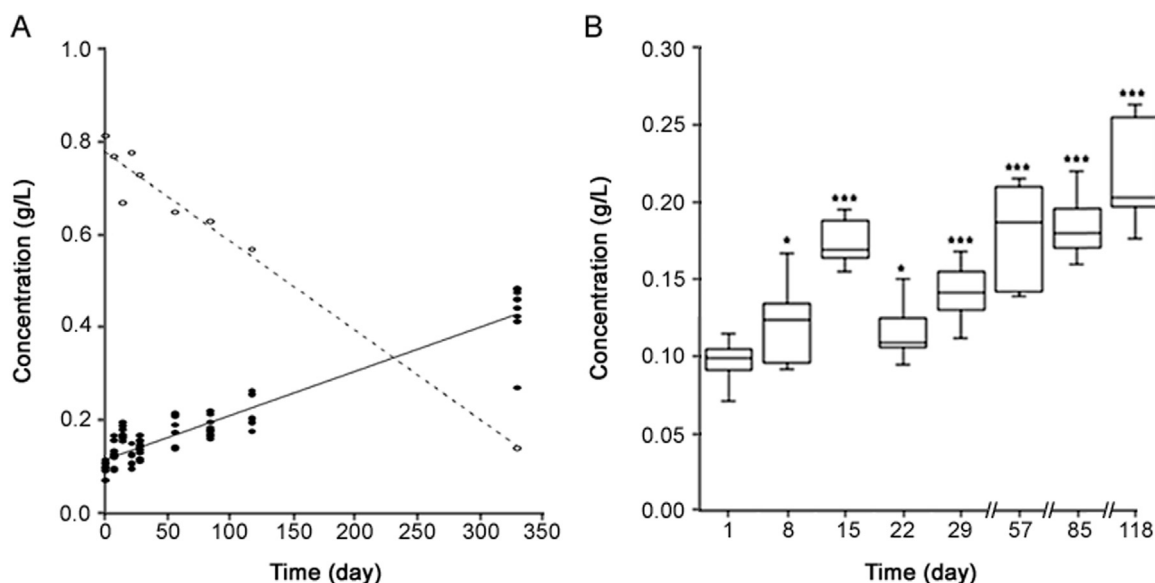 A
B
1.0
0.8
0.6
0.4
0.2
0.0
Concentration (g/L)
0 50 100 150 200 250 300 350
Time (day)
0.30
0.25
0.20
0.15
0.10
0.05
0.00
Concentration (g/L)
* *** * *** *** *** ***
1 8 15 22 29 57 85 118
Time (day)